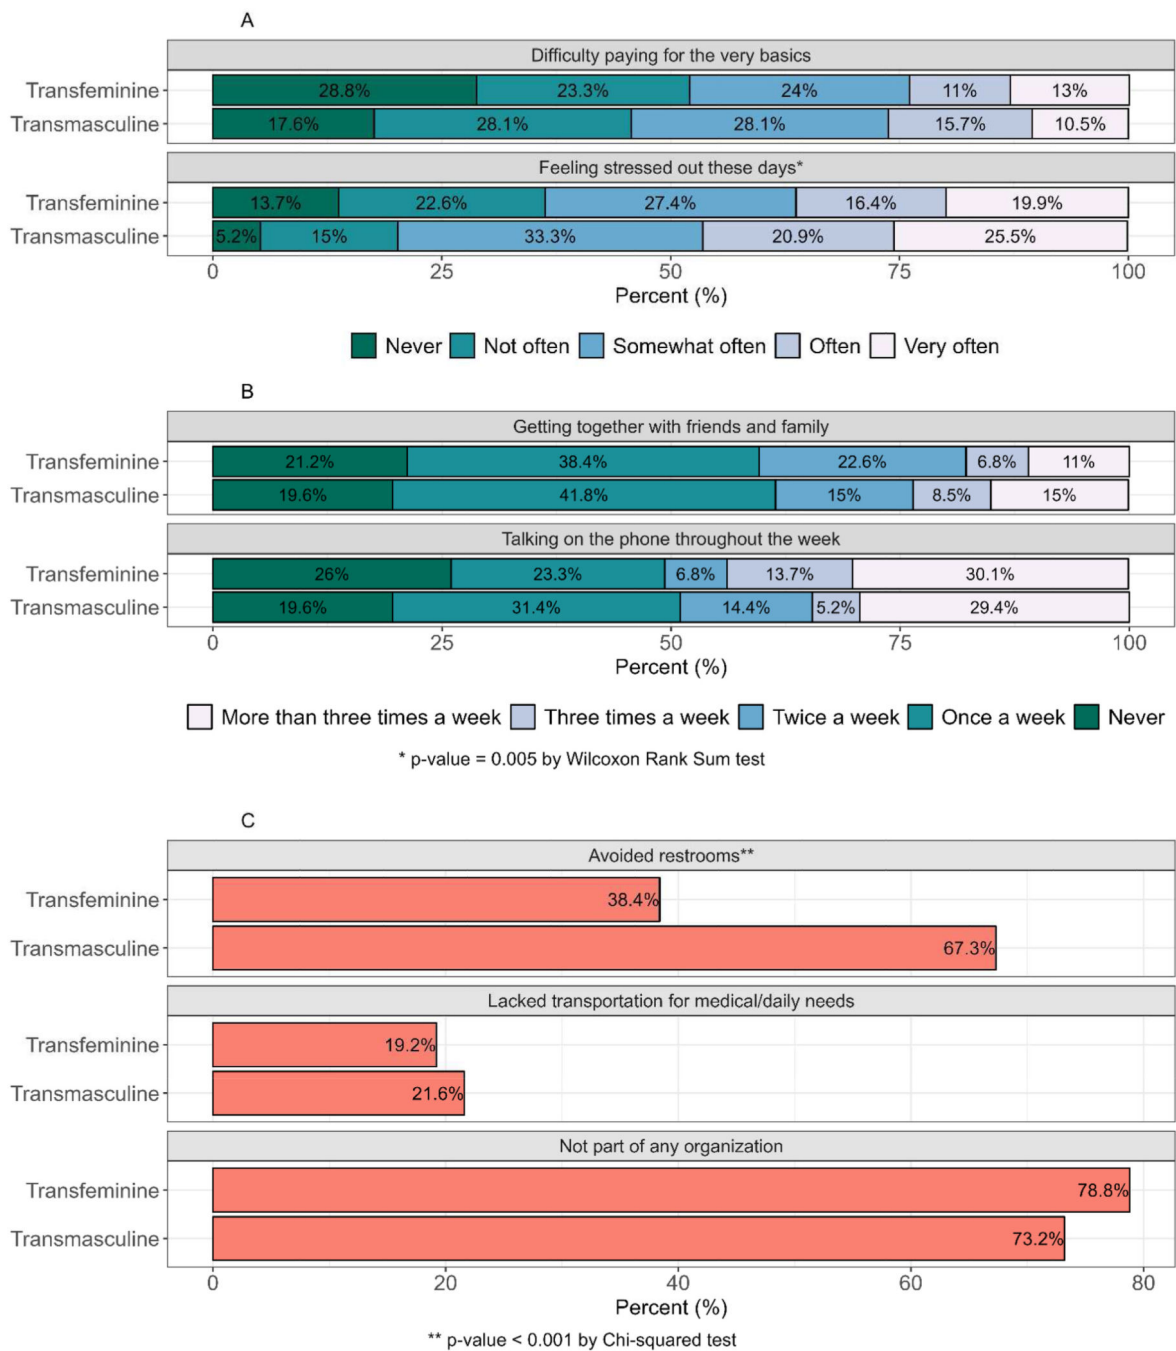 A
Difficulty paying for the very basics
Transfeminine 28.8% 23.3% 24% 11% 13%
Transmasculine 17.6% 28.1% 28.1% 15.7% 10.5%
Feeling stressed out these days*
Transfeminine 13.7% 22.6% 27.4% 16.4% 19.9%
Transmasculine 5.2% 15% 33.3% 20.9% 25.5%
0 25 50 75 100
Percent (%)
Never Not often Somewhat often Often Very often
B
Getting together with friends and family
Transfeminine 21.2% 38.4% 22.6% 6.8% 11%
Transmasculine 19.6% 41.8% 15% 8.5% 15%
Talking on the phone throughout the week
Transfeminine 26% 23.3% 6.8% 13.7% 30.1%
Transmasculine 19.6% 31.4% 14.4% 5.2% 29.4%
0 25 50 75 100
Percent (%)
More than three times a week Three times a week Twice a week Once a week Never
* p-value = 0.005 by Wilcoxon Rank Sum test
C
Avoided restrooms**
Transfeminine 38.4%
Transmasculine 67.3%
Lacked transportation for medical/daily needs
Transfeminine 19.2%
Transmasculine 21.6%
Not part of any organization
Transfeminine 78.8%
Transmasculine 73.2%
0 20 40 60 80
Percent (%)
** p-value < 0.001 by Chi-squared test